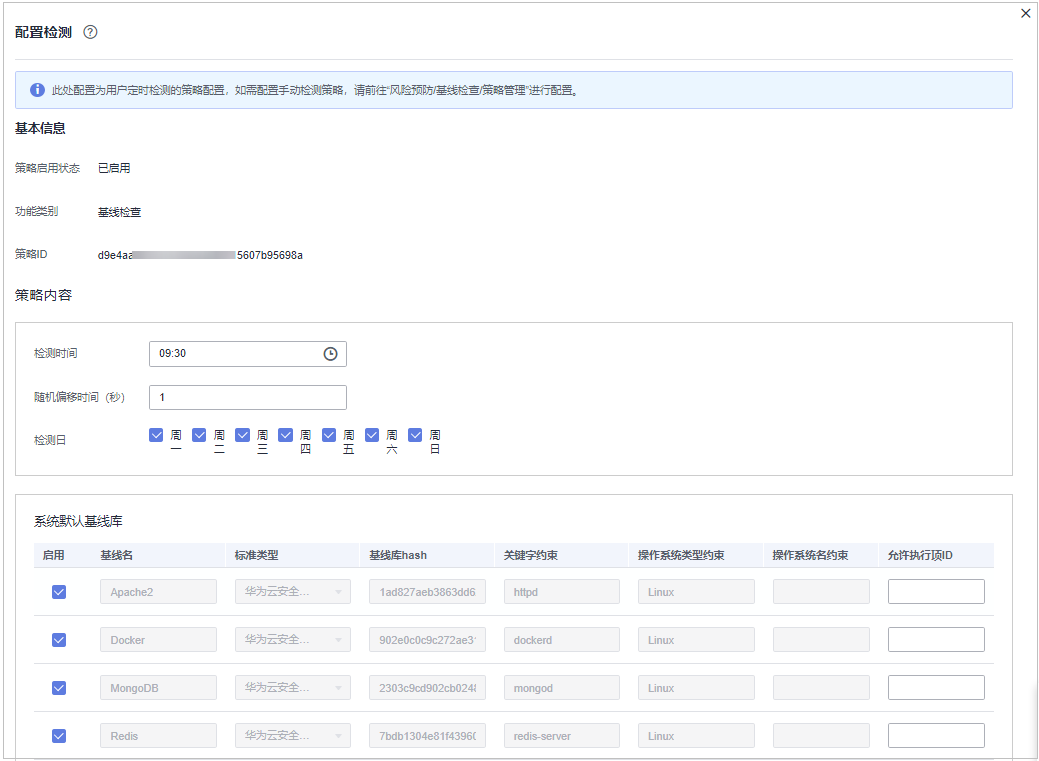 配置检测 ?
此处配置为用户定时检测的策略配置，如需配置手动检测策略，请前往“风险预防/基线检查/策略管理”进行配置。
基本信息
策略启用状态 已启用
功能类别 基线检查
策略ID d9e4aa 5607b95698a
策略内容
检测时间 09:30
随机偏移时间（秒） 1
检测日 周一 周二 周三 周四 周五 周六 周日
系统默认基线库
启用 基线名 标准类型 基线库hash 关键字约束 操作系统类型约束 操作系统名约束 允许执行项ID
Apache2 华为云安全... 1ad827aeb3863dd6 httpd Linux
Docker 华为云安全... 902e0c0c9c272ae3 dockerd Linux
MongoDB 华为云安全... 2303c9cd902cb024 mongod Linux
Redis 华为云安全... 7bdb1304e81f4396 redis-server Linux